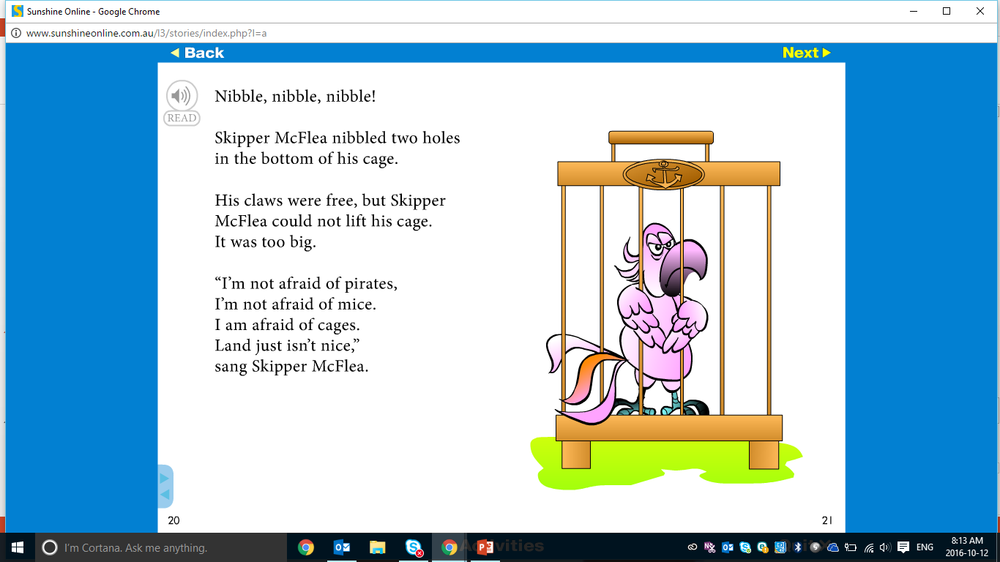 Sunshine Online - Google Chrome
www.sunshineonline.com.au/l3/stories/index.php?l=a
Back
Next
READ
Nibble, nibble, nibble!
Skipper McFlea nibbled two holes
in the bottom of his cage.
His claws were free, but Skipper
McFlea could not lift his cage.
It was too big.
“I’m not afraid of pirates,
I’m not afraid of mice.
I am afraid of cages.
Land just isn’t nice,”
sang Skipper McFlea.
20
21
I'm Cortana. Ask me anything.
Activities
ENG
8:13 AM
2016-10-12